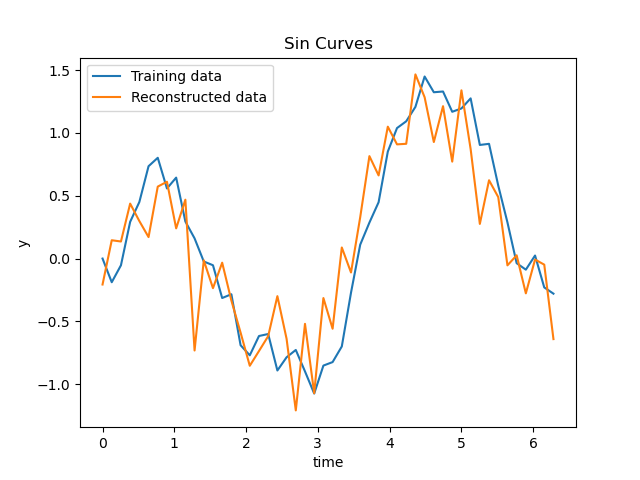 Sin Curves
Training data
Reconstructed data
y
1.5
1.0
0.5
0.0
−0.5
−1.0
0 1 2 3 4 5 6
time